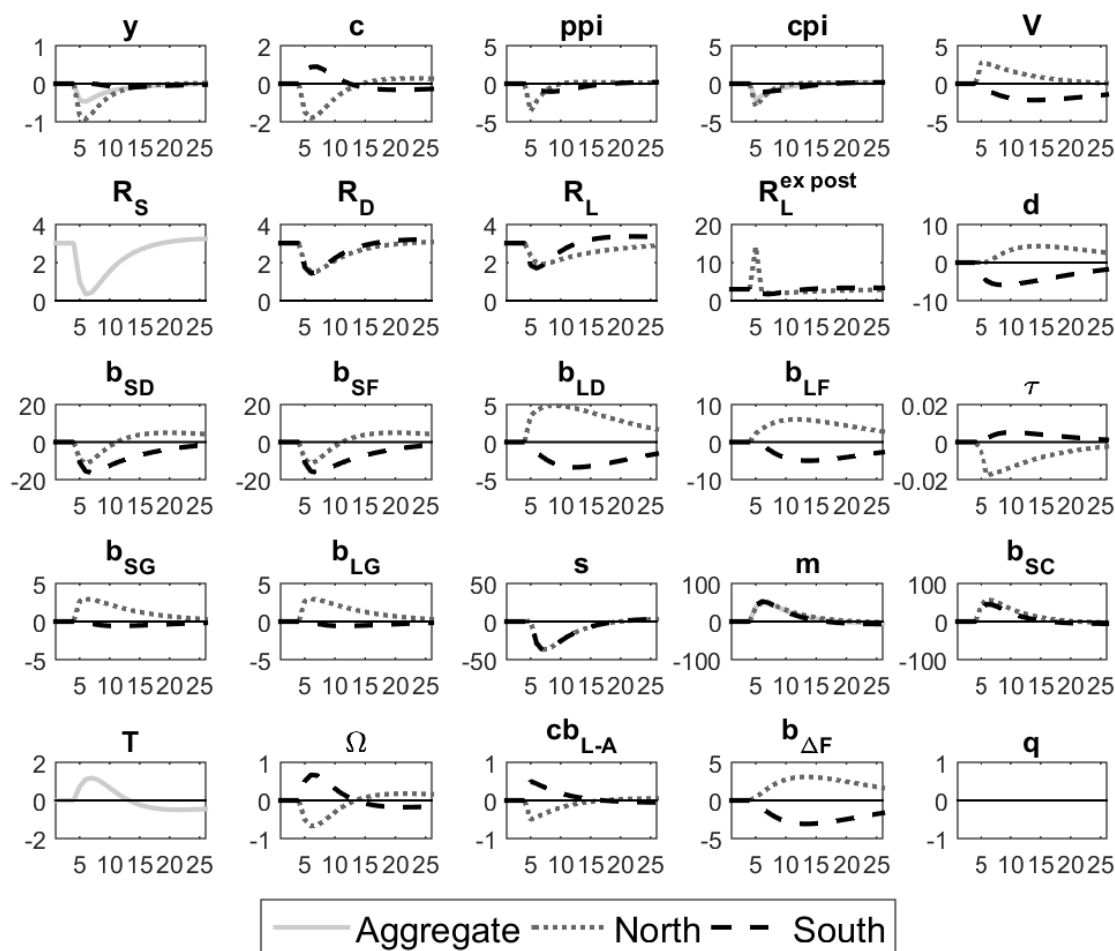 y c ppi cpi V
1 2 5 5 5
0 0 0 0 0
-1 -2 -5 -5 -5
5 10 15 20 25 5 10 15 20 25 5 10 15 20 25 5 10 15 20 25 5 10 15 20 25
R_S R_D R_L R_L^ex post d
4 4 4 20 10
2 2 2 10 0
0 0 0 0 -10
5 10 15 20 25 5 10 15 20 25 5 10 15 20 25 5 10 15 20 25 5 10 15 20 25
b_SD b_SF b_LD b_LF τ
20 20 5 10 0.02
0 0 0 0 0
-20 -20 -5 -10 -0.02
5 10 15 20 25 5 10 15 20 25 5 10 15 20 25 5 10 15 20 25 5 10 15 20 25
b_SG b_LG s m b_SC
5 5 50 100 100
0 0 0 0 0
-5 -5 -50 -100 -100
5 10 15 20 25 5 10 15 20 25 5 10 15 20 25 5 10 15 20 25 5 10 15 20 25
T Ω cb_L-A b_ΔF q
2 1 1 5 1
0 0 0 0 0
-2 -1 -1 -5 -1
5 10 15 20 25 5 10 15 20 25 5 10 15 20 25 5 10 15 20 25 5 10 15 20 25
Aggregate North South